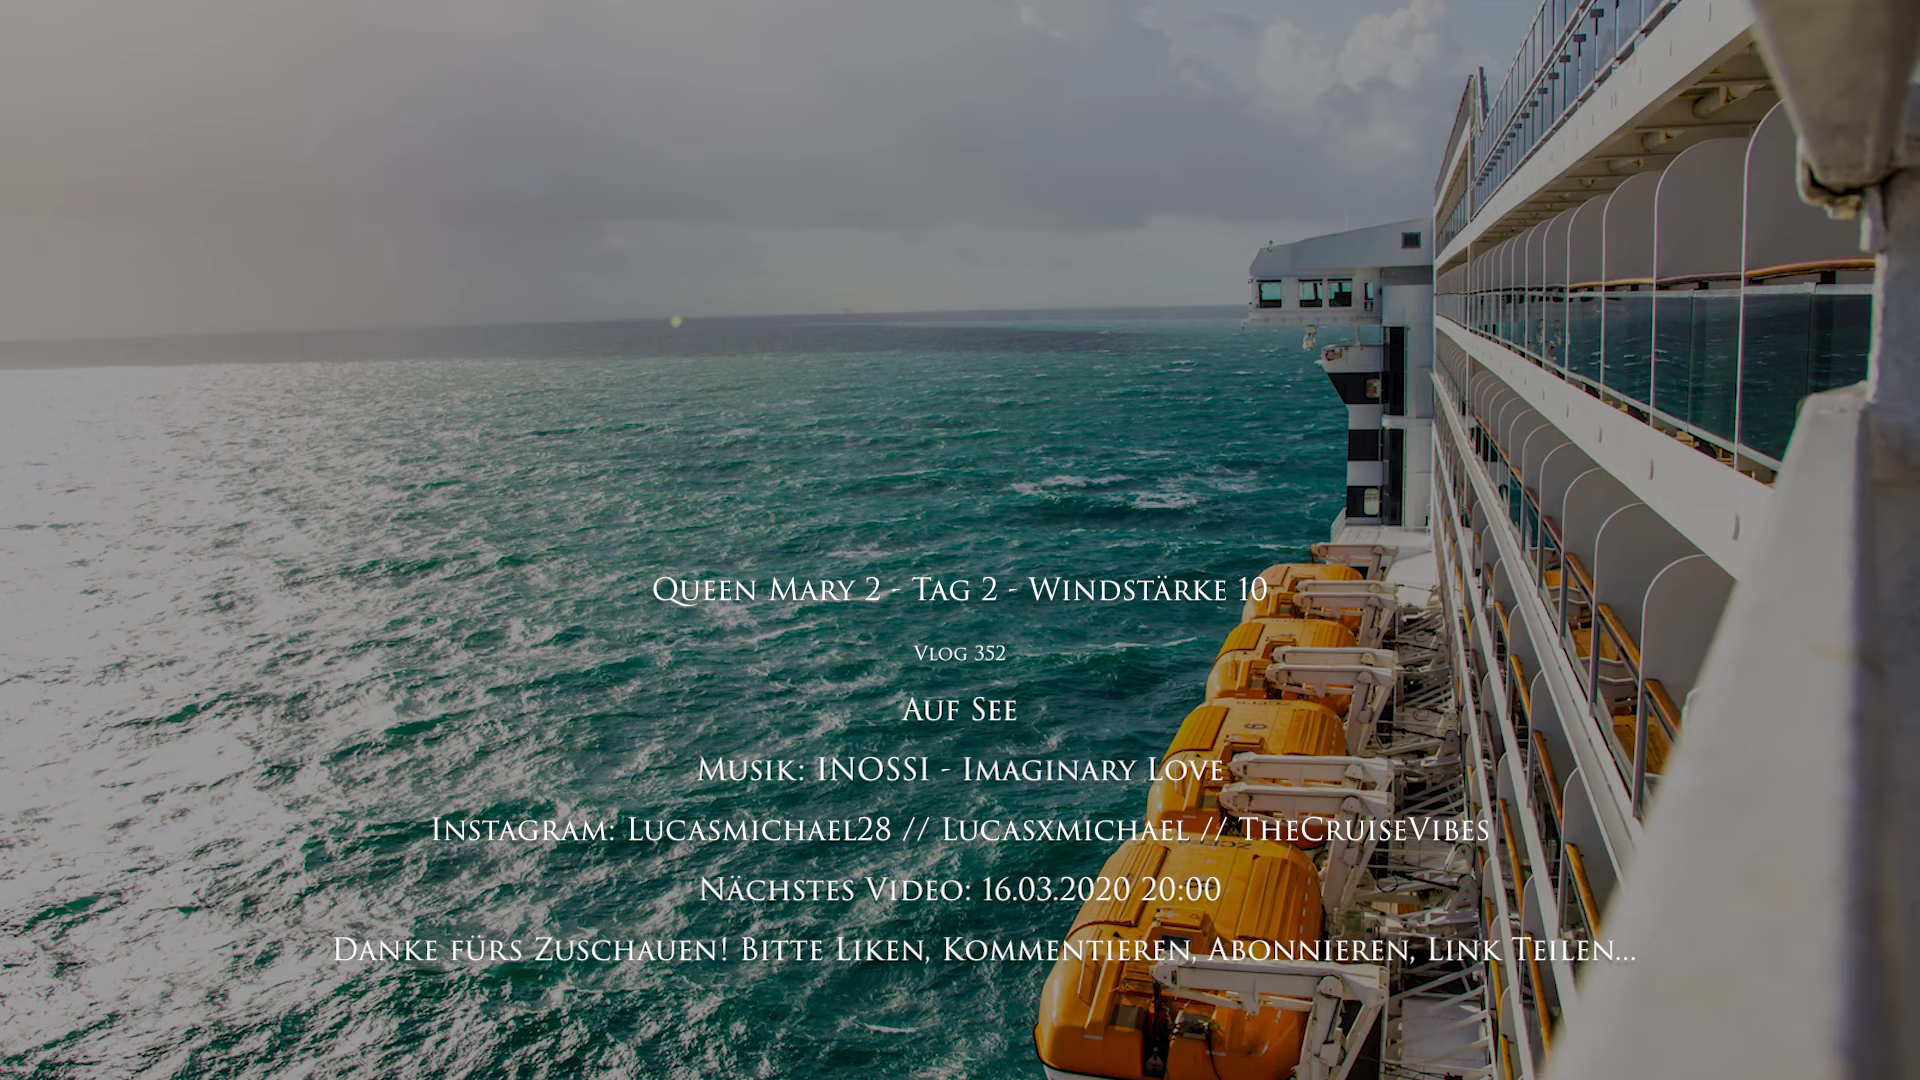 Queen Mary 2 - Tag 2 - Windstärke 10
Vlog 352
Auf See
Musik: INOSSI - Imaginary Love
Instagram: Lucasmichael28 // Lucasxmichael // TheCruiseVibes
Nächstes Video: 16.03.2020 20:00
Danke fürs Zuschauen! Bitte Liken, Kommentieren, Abonnieren, Link Teilen...